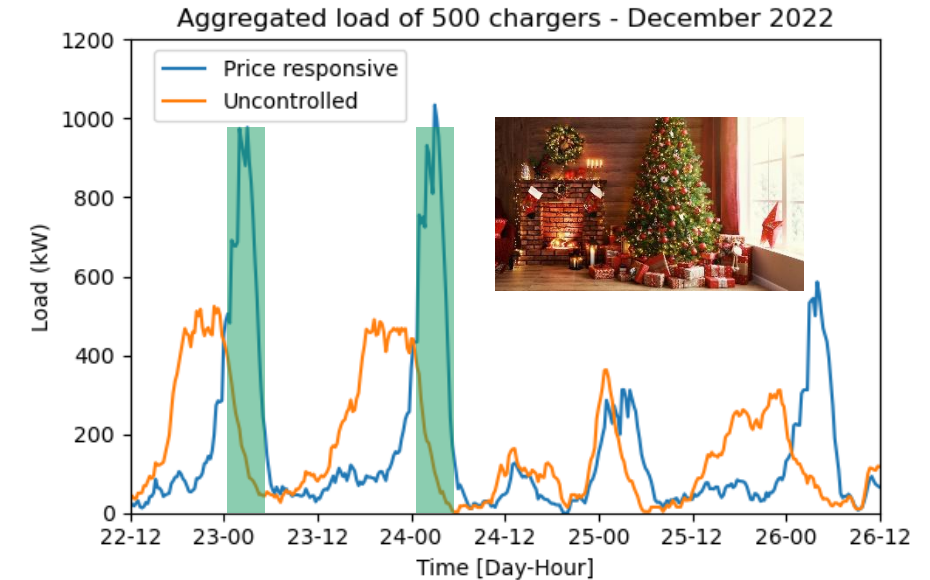 Aggregated load of 500 chargers - December 2022
1200
1000
800
600
400
200
0
Load (kW)
Price responsive
Uncontrolled
22-12 23-00 23-12 24-00 24-12 25-00 25-12 26-00 26-12
Time [Day-Hour]